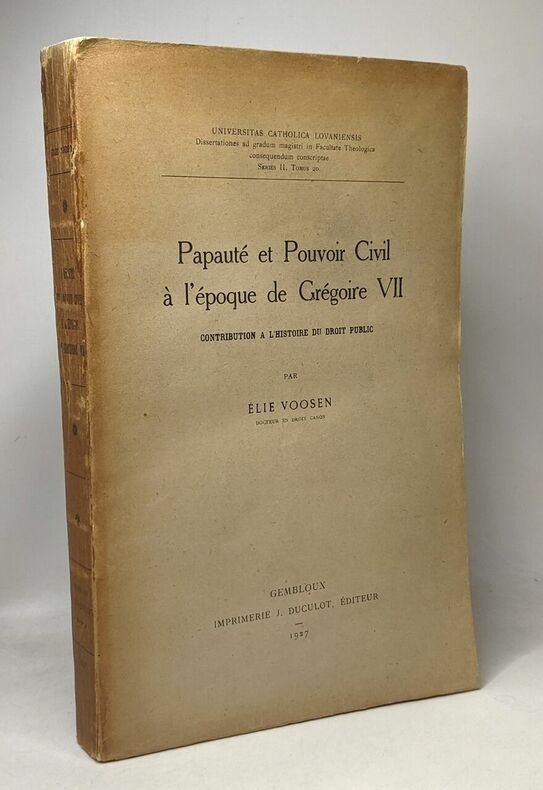 UNIVERSITAS CATHOLICA LOVANIENSIS
Dissertationes ad gradum magistri in Facultate Theologica
consequendum conscriptae
SERIES II. TOMUS 20.
Papauté et Pouvoir Civil
à l'époque de Grégoire VII
CONTRIBUTION A L'HISTOIRE DU DROIT PUBLIC
PAR
ÉLIE VOOSEN
DOCTEUR EN DROIT CANON
GEMBLOUX
IMPRIMERIE J. DUCULOT, ÉDITEUR
1927